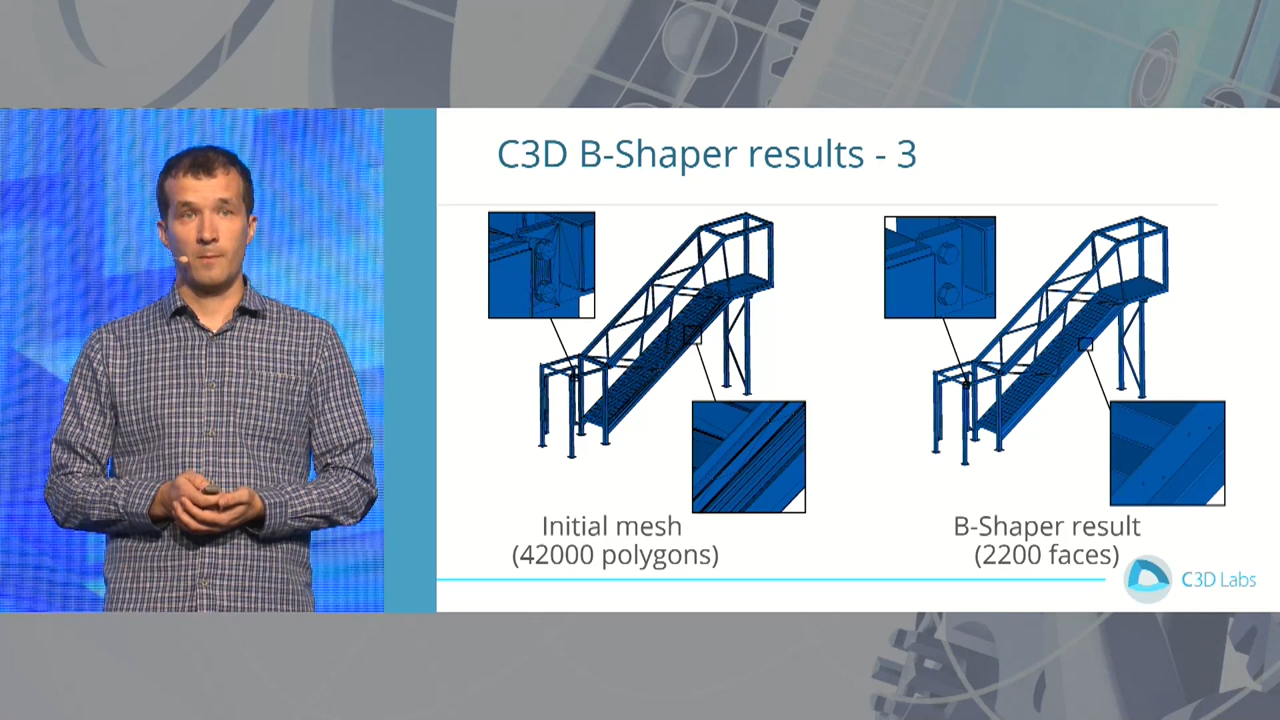 C3D B-Shaper results - 3
Initial mesh
(42000 polygons)
B-Shaper result
(2200 faces)
C3D Labs